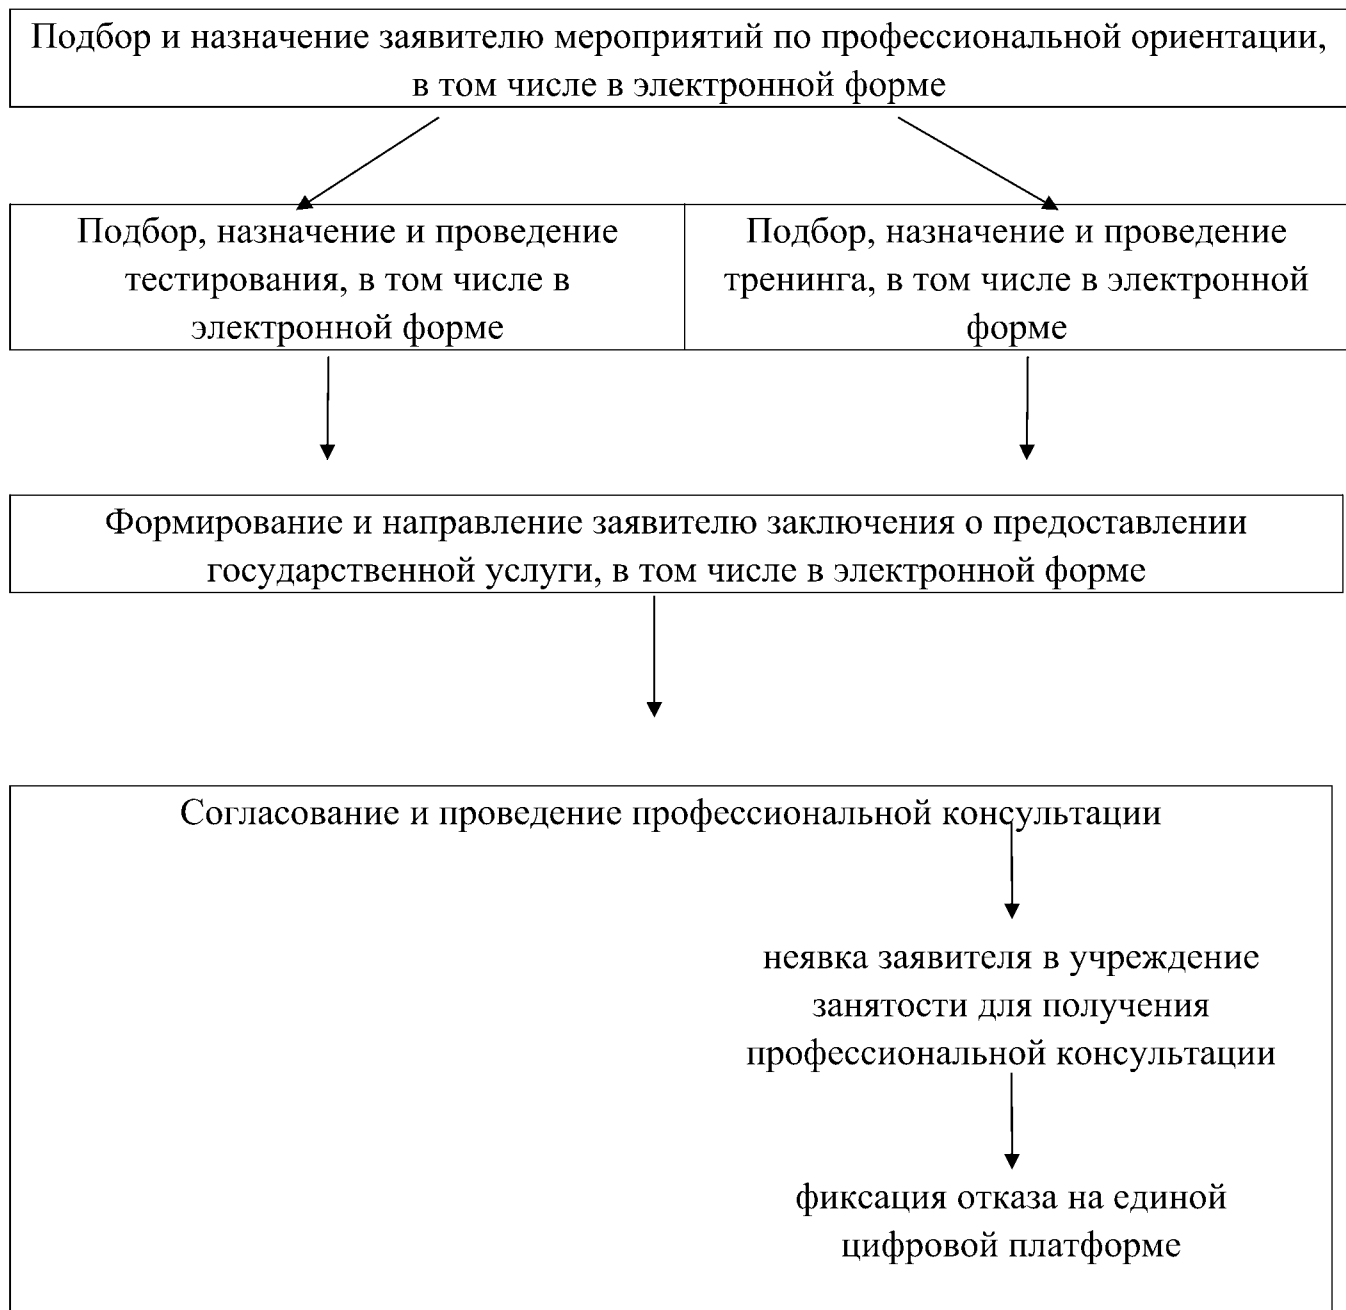 Подбор и назначение заявителю мероприятий по профессиональной ориентации,
в том числе в электронной форме
Подбор, назначение и проведение
тестирования, в том числе в
электронной форме
Подбор, назначение и проведение
тренинга, в том числе в электронной
форме
Формирование и направление заявителю заключения о предоставлении
государственной услуги, в том числе в электронной форме
Согласование и проведение профессиональной консультации
неявка заявителя в учреждение
занятости для получения
профессиональной консультации
фиксация отказа на единой
цифровой платформе